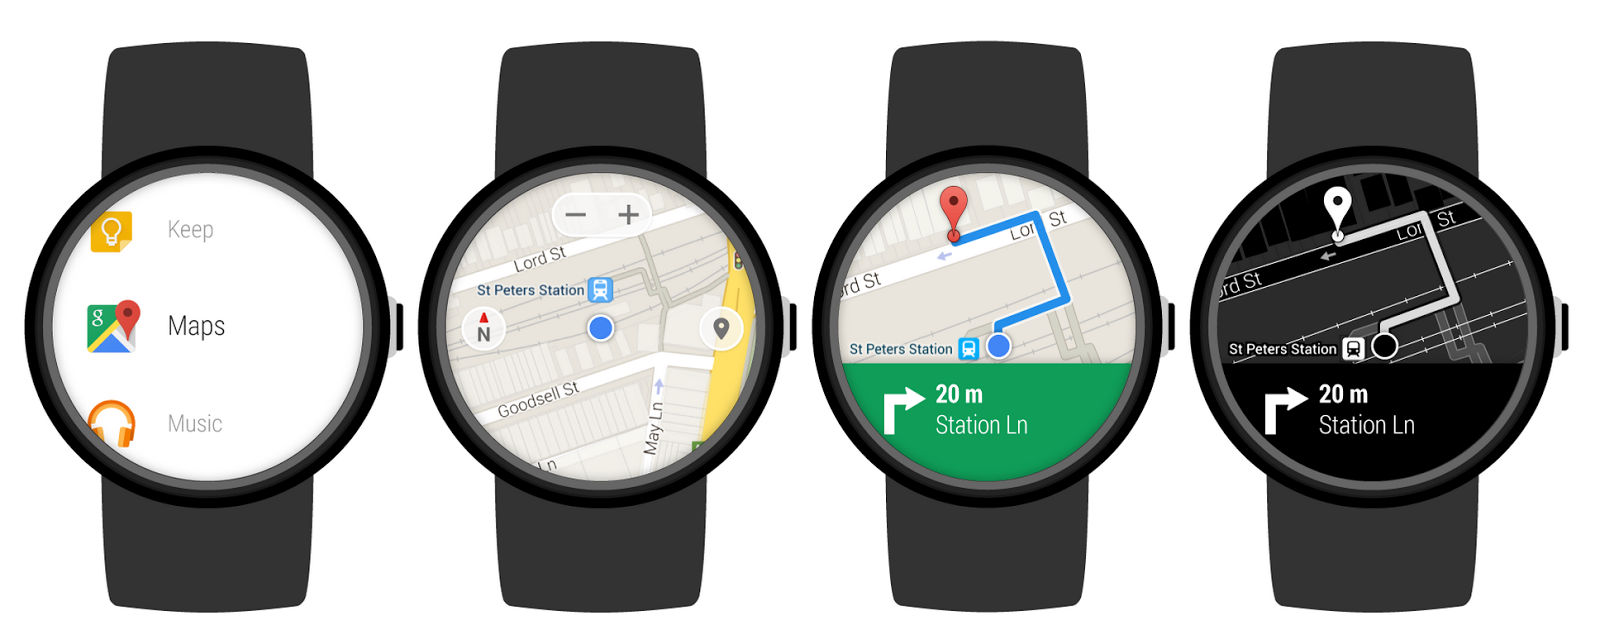 Keep
g
Maps
Music
− +
Lord St
St Peters Station
N
Goodsell St
May Ln
Ln
Lord St
rd St
St Peters Station
20 m
Station Ln
Lor St
rd St
St Peters Station
20 m
Station Ln